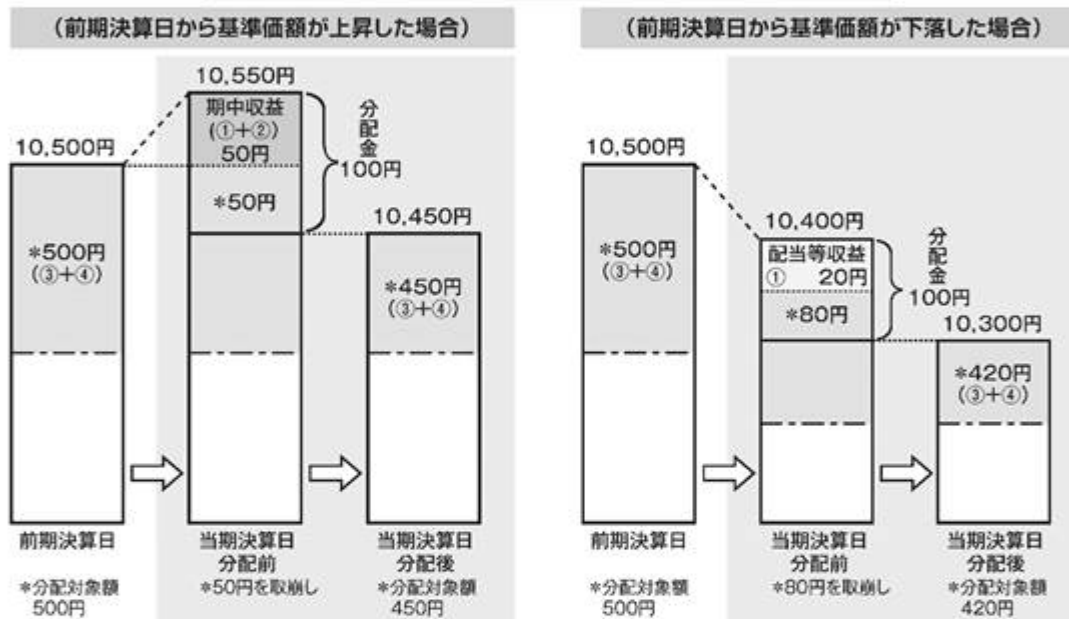 (前期決算日から基準価額が上昇した場合)
10,550円
期中収益
(①+②)
50円
*50円
分配金
100円
10,500円
*500円
(③+④)
10,450円
*450円
(③+④)
前期決算日
*分配対象額
500円
当期決算日
分配前
*50円を取崩し
当期決算日
分配後
*分配対象額
450円
(前期決算日から基準価額が下落した場合)
10,500円
*500円
(③+④)
10,400円
配当等収益
① 20円
*80円
分配金
100円
10,300円
*420円
(③+④)
前期決算日
*分配対象額
500円
当期決算日
分配前
*80円を取崩し
当期決算日
分配後
*分配対象額
420円